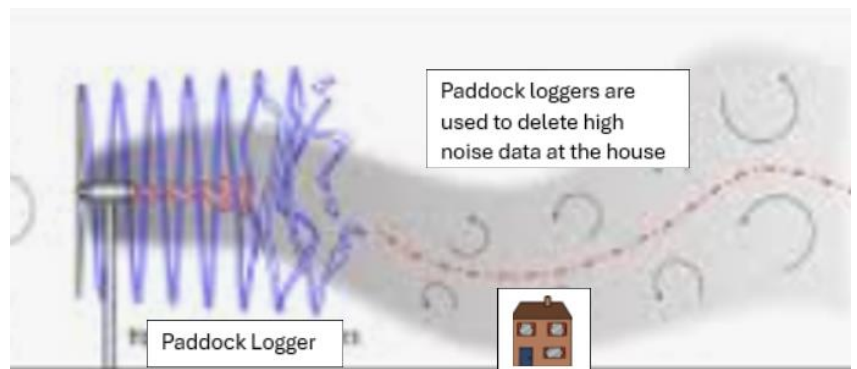 Paddock loggers are
used to delete high
noise data at the house
Paddock Logger